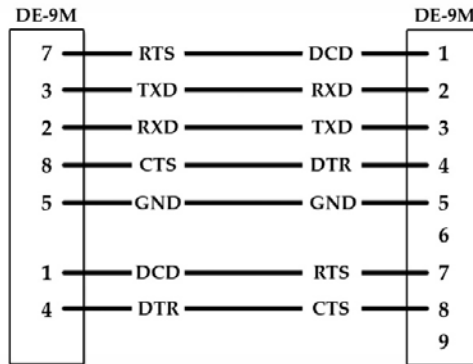 DE-9M DE-9M
7 RTS DCD 1
3 TXD RXD 2
2 RXD TXD 3
8 CTS DTR 4
5 GND GND 5
6
1 DCD RTS 7
4 DTR CTS 8
9